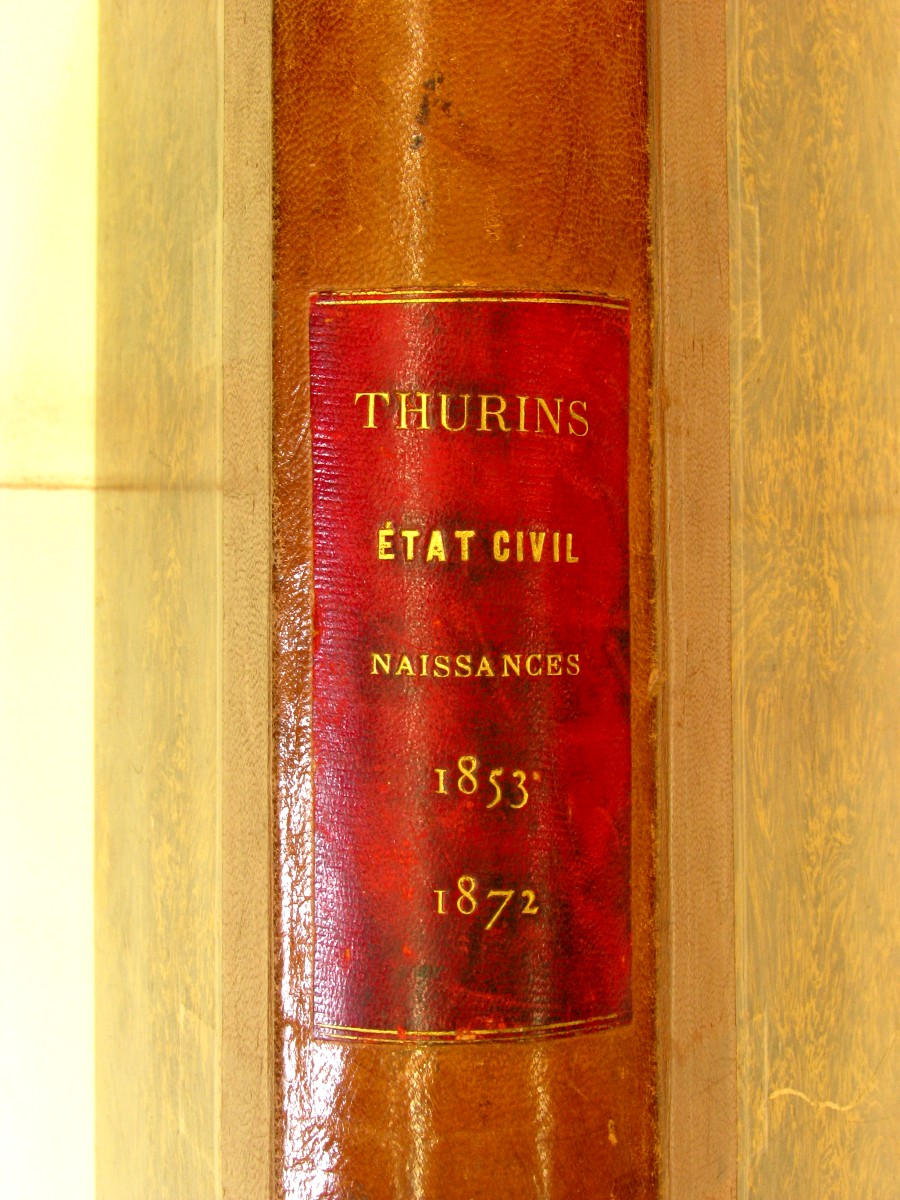 THURINS
ÉTAT CIVIL
NAISSANCES
1853
1872